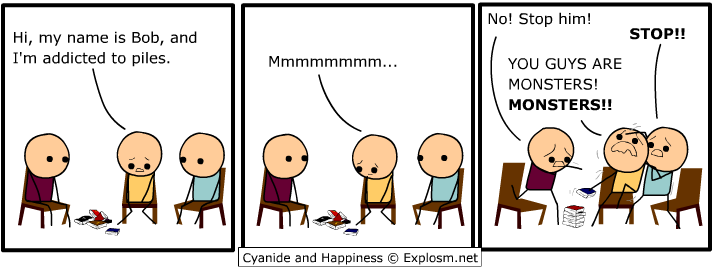 Hi, my name is Bob, and
I'm addicted to piles.
Mmmmmmmmm...
No! Stop him!
STOP!!
YOU GUYS ARE
MONSTERS!
MONSTERS!!
Cyanide and Happiness © Explosm.net